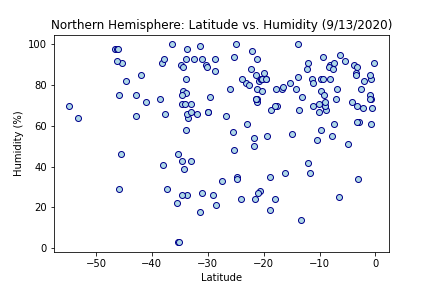 Northern Hemisphere: Latitude vs. Humidity (9/13/2020)
100
80
60
40
20
0
Humidity (%)
−50 −40 −30 −20 −10 0
Latitude